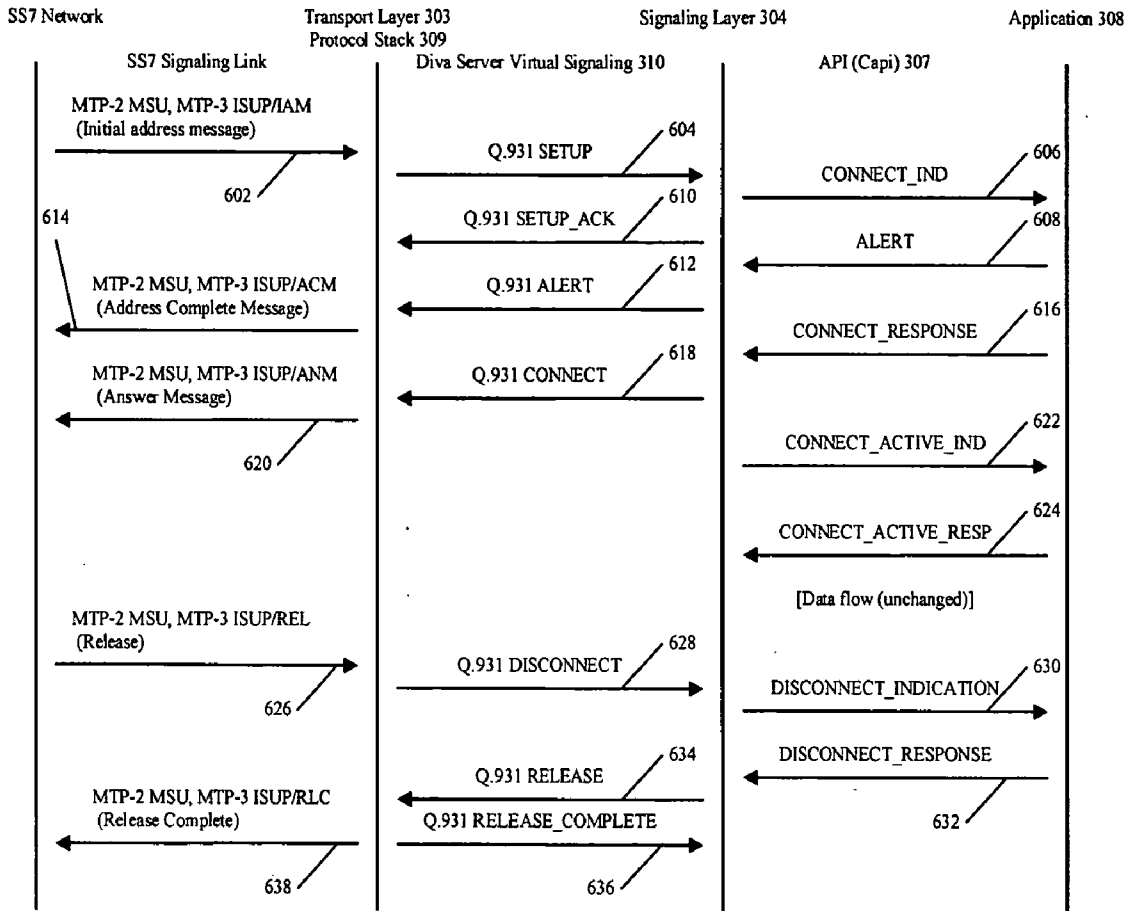 SS7 Network
Transport Layer 303
Protocol Stack 309
Signaling Layer 304
Application 308
SS7 Signaling Link
Diva Server Virtual Signaling 310
API (Capi) 307
MTP-2 MSU, MTP-3 ISUP/IAM
(Initial address message)
602
Q.931 SETUP
604
CONNECT_IND
606
614
Q.931 SETUP_ACK
610
ALERT
608
MTP-2 MSU, MTP-3 ISUP/ACM
(Address Complete Message)
Q.931 ALERT
612
CONNECT_RESPONSE
616
MTP-2 MSU, MTP-3 ISUP/ANM
(Answer Message)
620
Q.931 CONNECT
618
CONNECT_ACTIVE_IND
622
CONNECT_ACTIVE_RESP
624
[Data flow (unchanged)]
MTP-2 MSU, MTP-3 ISUP/REL
(Release)
626
Q.931 DISCONNECT
628
DISCONNECT_INDICATION
630
DISCONNECT_RESPONSE
632
Q.931 RELEASE
634
MTP-2 MSU, MTP-3 ISUP/RLC
(Release Complete)
638
Q.931 RELEASE_COMPLETE
636